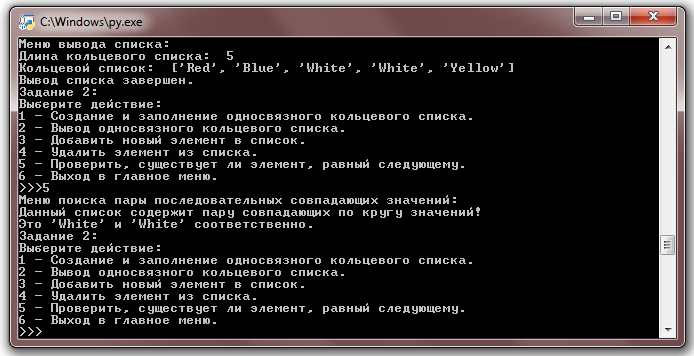 C:\Windows\py.exe
Меню вывода списка:
Длина кольцевого списка:  5
Кольцевой список:  ['Red', 'Blue', 'White', 'White', 'Yellow']
Вывод списка завершен.
Задание 2:
Выберите действие:
1 - Создание и заполнение односвязного кольцевого списка.
2 - Вывод односвязного кольцевого списка.
3 - Добавить новый элемент в список.
4 - Удалить элемент из списка.
5 - Проверить, существует ли элемент, равный следующему.
6 - Выход в главное меню.
>>>5
Меню поиска пары последовательных совпадающих значений:
Данный список содержит пару совпадающих по кругу значений!
Это 'White' и 'White' соответственно.
Задание 2:
Выберите действие:
1 - Создание и заполнение односвязного кольцевого списка.
2 - Вывод односвязного кольцевого списка.
3 - Добавить новый элемент в список.
4 - Удалить элемент из списка.
5 - Проверить, существует ли элемент, равный следующему.
6 - Выход в главное меню.
>>>